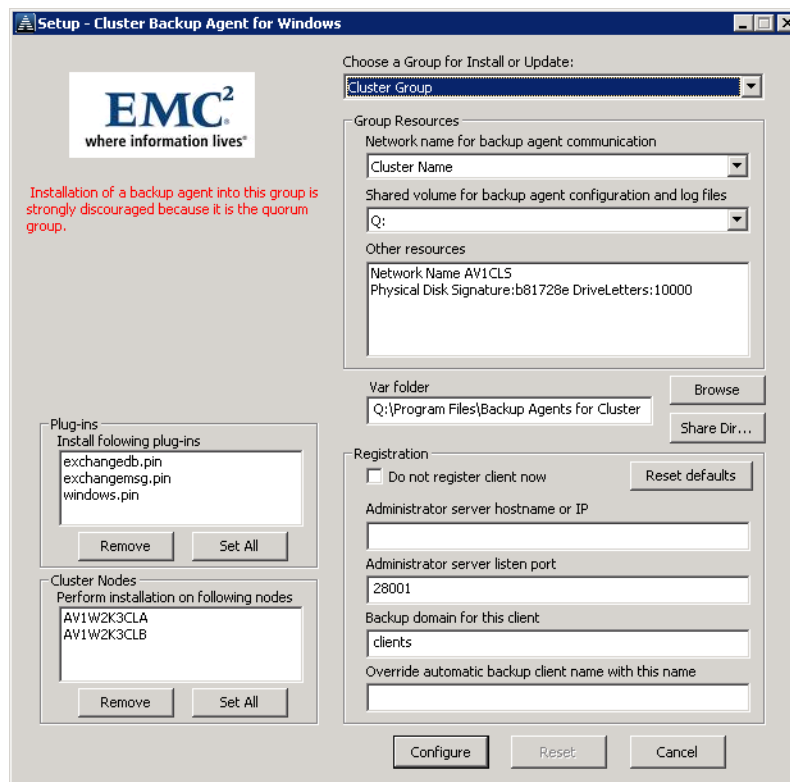 Setup - Cluster Backup Agent for Windows
EMC²
where information lives®
Installation of a backup agent into this group is
strongly discouraged because it is the quorum
group.
Choose a Group for Install or Update:
Cluster Group
Group Resources
Network name for backup agent communication
Cluster Name
Shared volume for backup agent configuration and log files
Q:
Other resources
Network Name AV1CLS
Physical Disk Signature:b81728e DriveLetters:10000
Var folder
Q:\Program Files\Backup Agents for Cluster
Browse
Share Dir...
Plug-ins
Install folowing plug-ins
exchangedb.pin
exchangemsg.pin
windows.pin
Remove
Set All
Cluster Nodes
Perform installation on following nodes
AV1W2K3CLA
AV1W2K3CLB
Remove
Set All
Registration
Do not register client now
Reset defaults
Administrator server hostname or IP
Administrator server listen port
28001
Backup domain for this client
clients
Override automatic backup client name with this name
Configure
Reset
Cancel